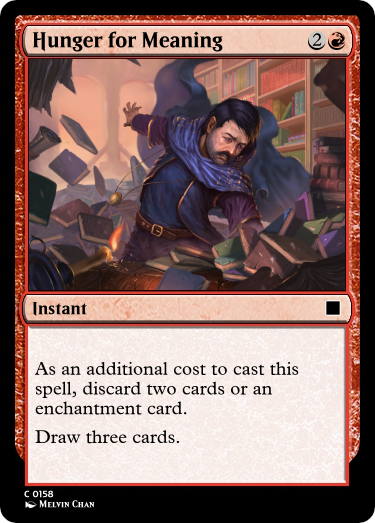 Hunger for Meaning 2
Instant
As an additional cost to cast this
spell, discard two cards or an
enchantment card.
Draw three cards.
C 0158
Melvin Chan